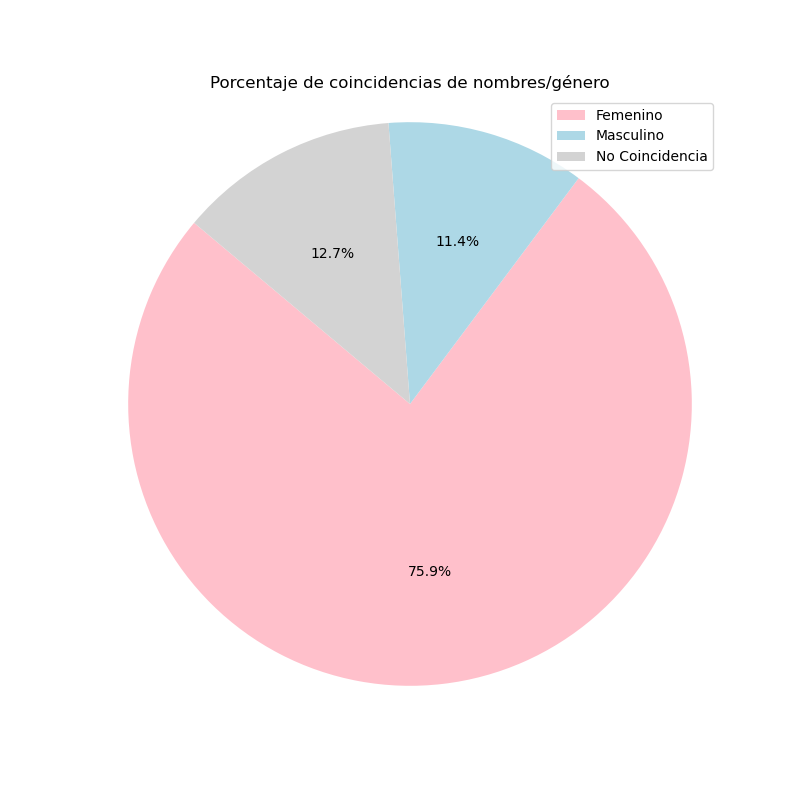 Porcentaje de coincidencias de nombres/género
Femenino
Masculino
No Coincidencia
12.7%
11.4%
75.9%